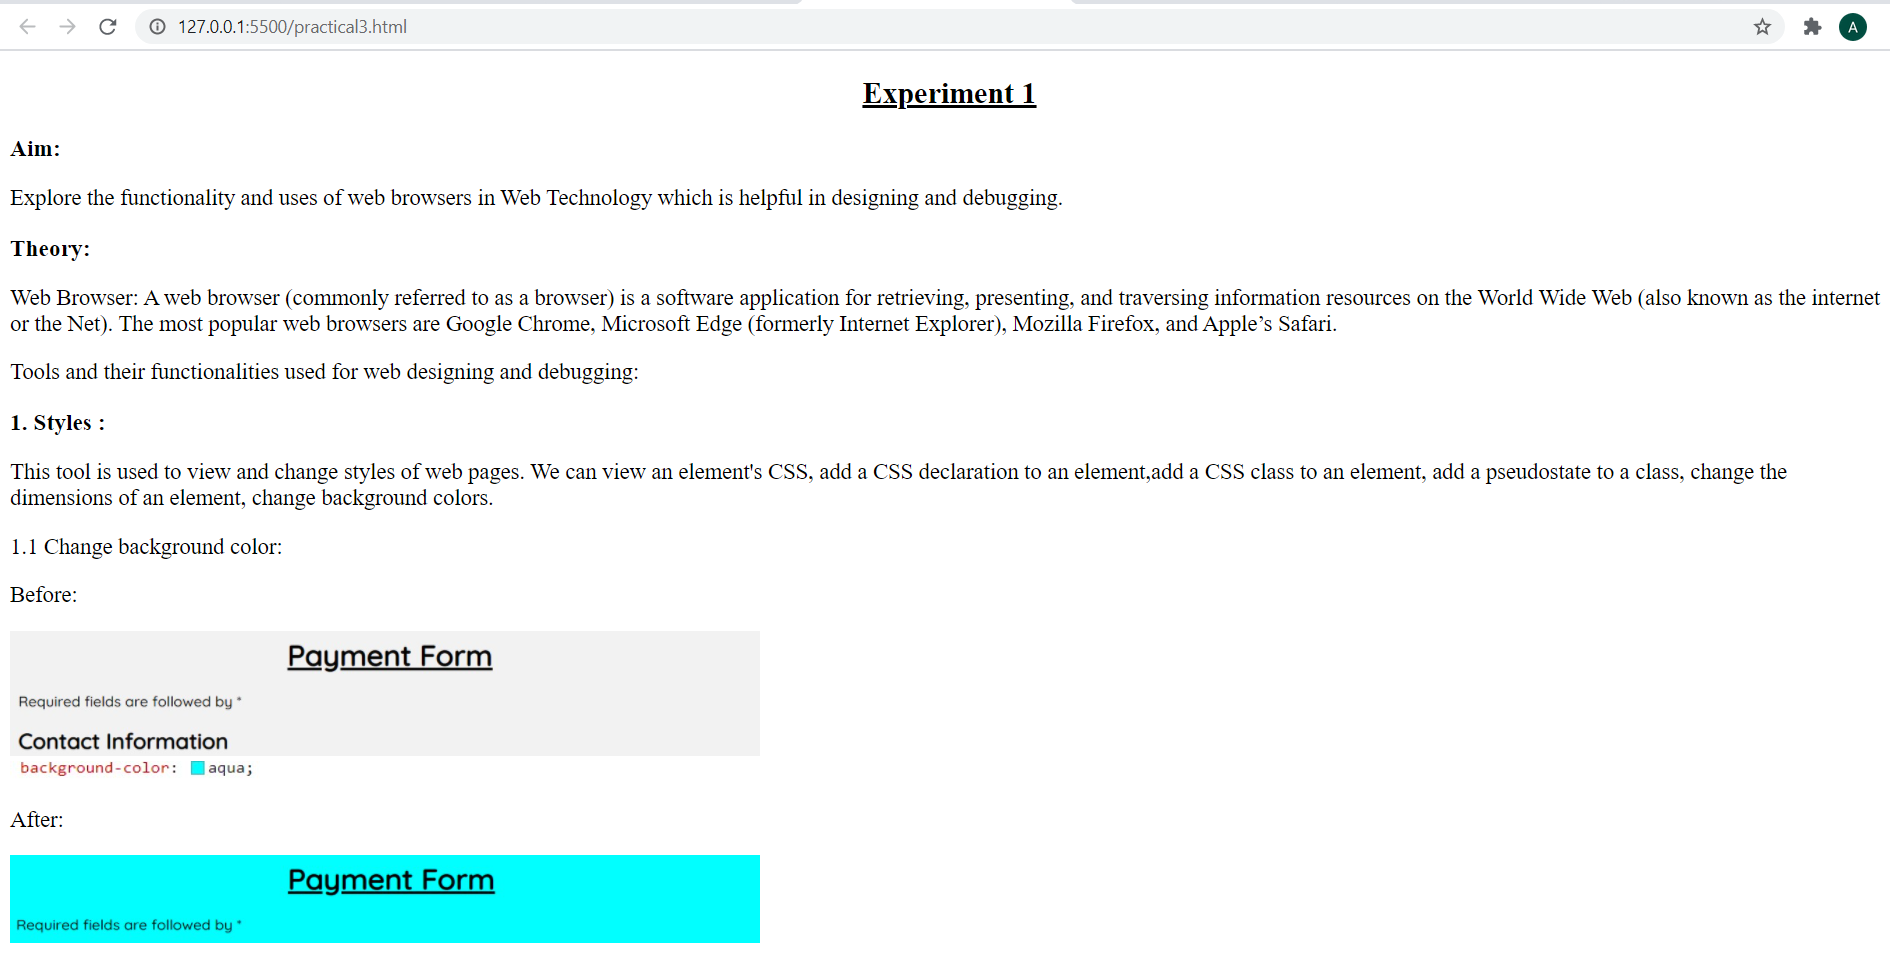 127.0.0.1:5500/practical3.html
A
Experiment 1
Aim:
Explore the functionality and uses of web browsers in Web Technology which is helpful in designing and debugging.
Theory:
Web Browser: A web browser (commonly referred to as a browser) is a software application for retrieving, presenting, and traversing information resources on the World Wide Web (also known as the internet
or the Net). The most popular web browsers are Google Chrome, Microsoft Edge (formerly Internet Explorer), Mozilla Firefox, and Apple’s Safari.
Tools and their functionalities used for web designing and debugging:
1. Styles :
This tool is used to view and change styles of web pages. We can view an element's CSS, add a CSS declaration to an element,add a CSS class to an element, add a pseudostate to a class, change the
dimensions of an element, change background colors.
1.1 Change background color:
Before:
Payment Form
Required fields are followed by *
Contact Information
background-color: aqua;
After:
Payment Form
Required fields are followed by *